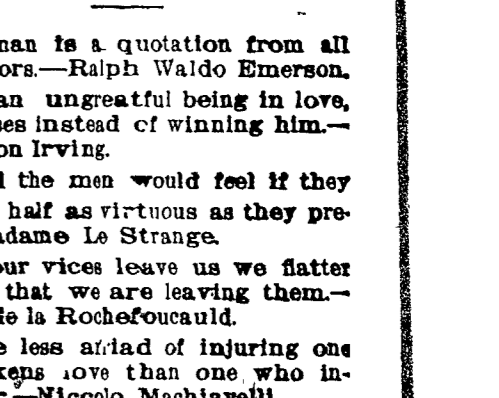 nan is a quotation from all
ors.—Ralph Waldo Emerson.
an ungreatful being in love,
es instead of winning him.—
on Irving.
l the men would feel if they
half as virtuous as they pre-
adame Le Strange.
our vices leave us we flatter
that we are leaving them.—
de la Rochefoucauld.
e less afriad of injuring one
kens love than one who in-
r.—Niccolo Machiavelli.